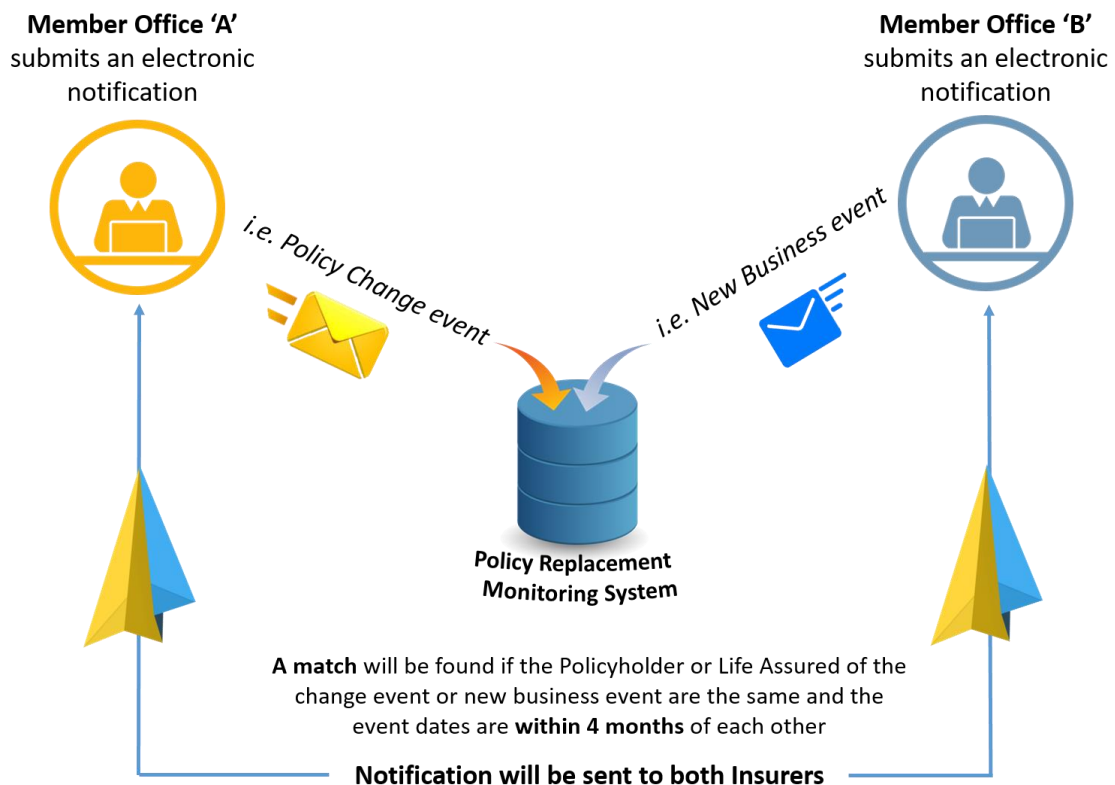 Member Office ‘A’
submits an electronic
notification
Member Office ‘B’
submits an electronic
notification
i.e. Policy Change event
i.e. New Business event
Policy Replacement
Monitoring System
A match will be found if the Policyholder or Life Assured of the
change event or new business event are the same and the
event dates are within 4 months of each other
Notification will be sent to both Insurers